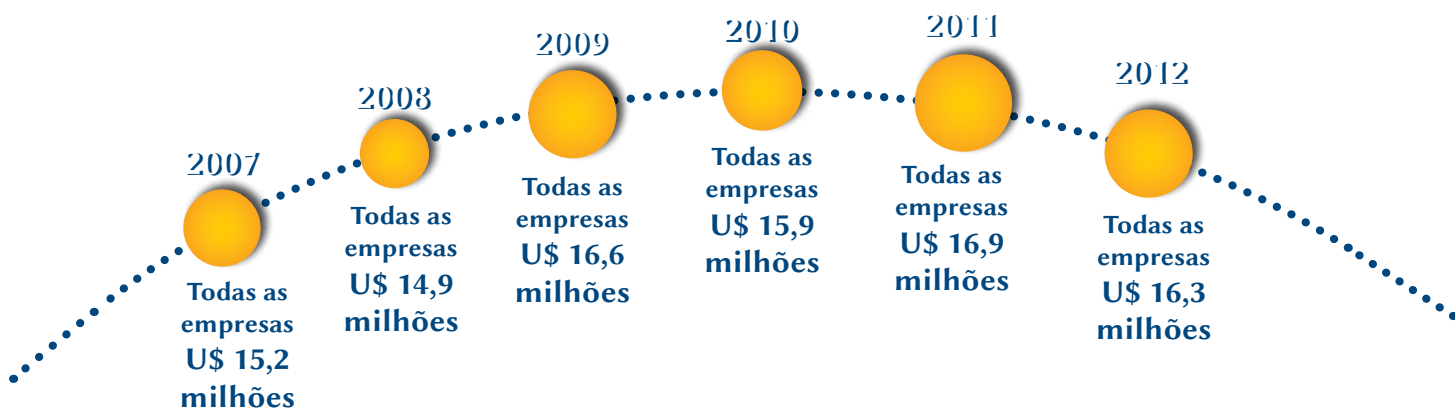 2007
Todas as
empresas
U$ 15,2
milhões
2008
Todas as
empresas
U$ 14,9
milhões
2009
Todas as
empresas
U$ 16,6
milhões
2010
Todas as
empresas
U$ 15,9
milhões
2011
Todas as
empresas
U$ 16,9
milhões
2012
Todas as
empresas
U$ 16,3
milhões